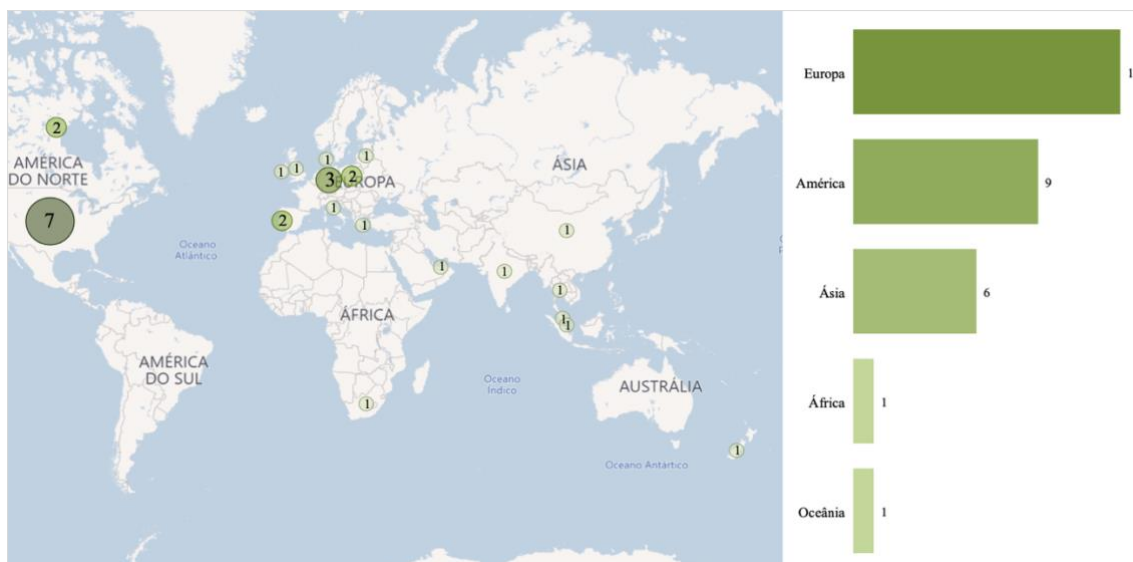 2
AMÉRICA
DO NORTE
7
Oceano
Atlântico
1
1
1
1
3
2
EUROPA
ÁSIA
2
1
1
1
1
1
1
1
1
ÁFRICA
AMÉRICA
DO SUL
Oceano
Índico
AUSTRÁLIA
1
1
Oceano Antártico
Europa
América
9
Ásia
6
África
1
Oceânia
1